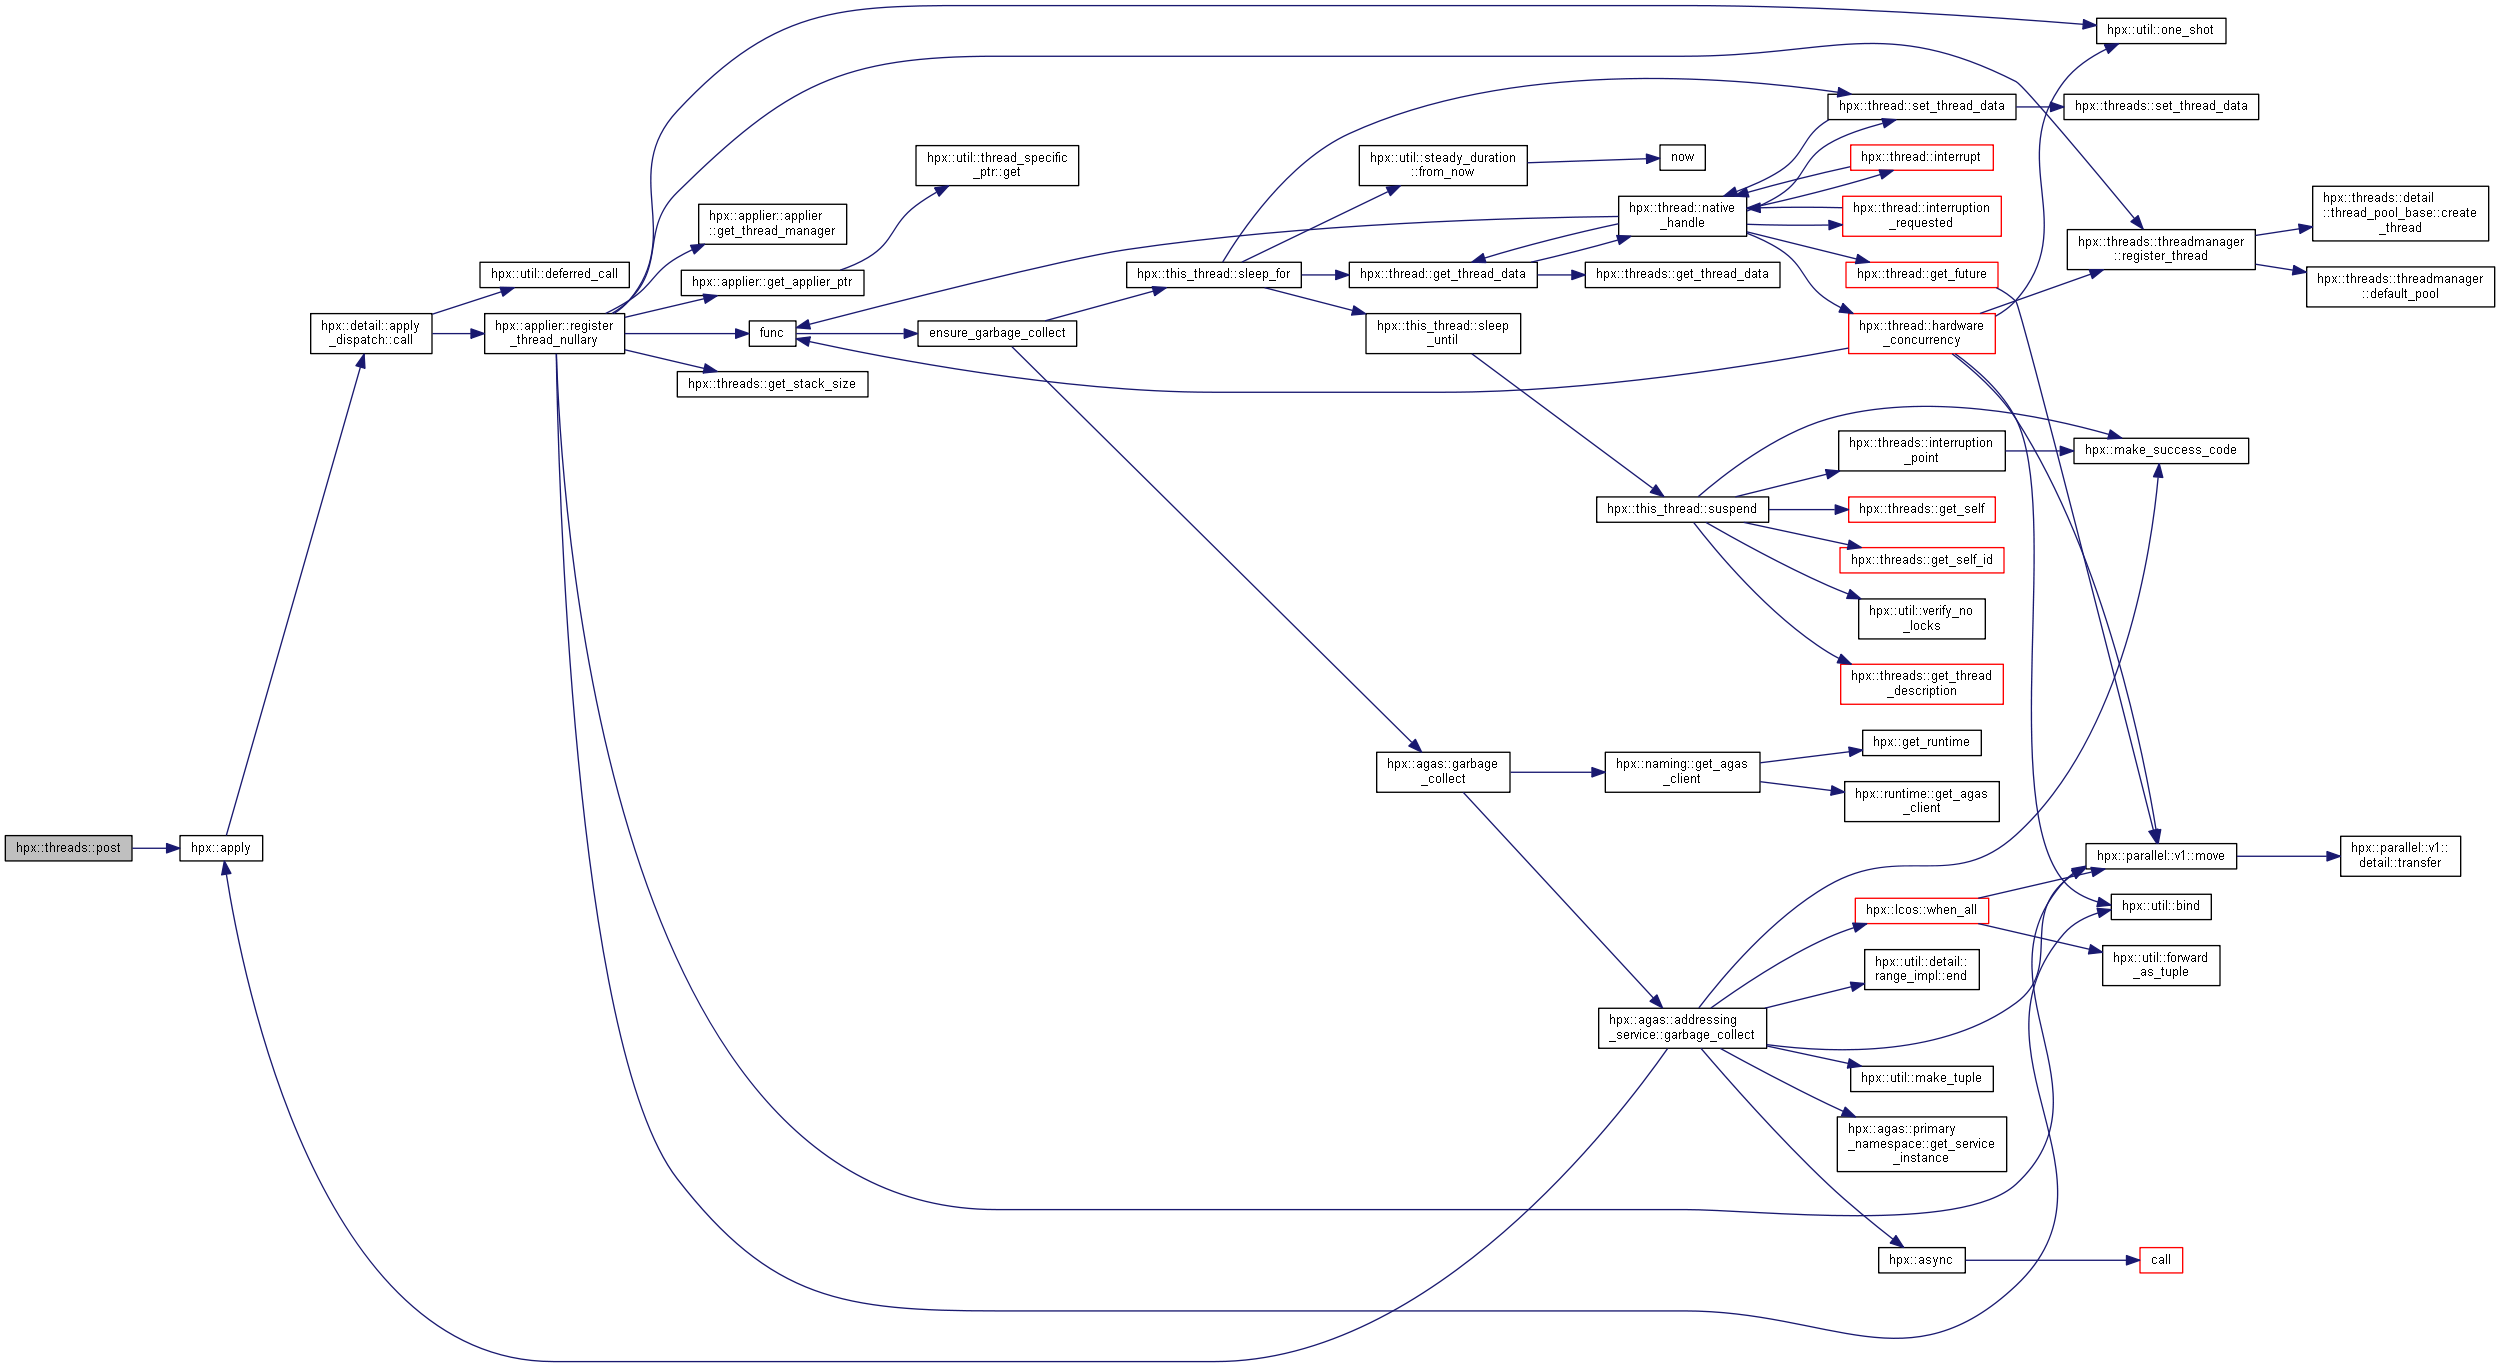 hpx::threads::post
hpx::apply
hpx::detail::apply
_dispatch::call
hpx::util::deferred_call
hpx::applier::register
_thread_nullary
hpx::applier::applier
::get_thread_manager
hpx::applier::get_applier_ptr
func
hpx::threads::get_stack_size
hpx::util::thread_specific
_ptr::get
ensure_garbage_collect
hpx::this_thread::sleep_for
hpx::util::steady_duration
::from_now
hpx::thread::get_thread_data
hpx::this_thread::sleep
_until
hpx::agas::garbage
_collect
now
hpx::thread::native
_handle
hpx::threads::get_thread_data
hpx::this_thread::suspend
hpx::naming::get_agas
_client
hpx::agas::addressing
_service::garbage_collect
hpx::thread::set_thread_data
hpx::thread::interrupt
hpx::thread::interruption
_requested
hpx::thread::get_future
hpx::thread::hardware
_concurrency
hpx::threads::interruption
_point
hpx::threads::get_self
hpx::threads::get_self_id
hpx::util::verify_no
_locks
hpx::threads::get_thread
_description
hpx::get_runtime
hpx::runtime::get_agas
_client
hpx::lcos::when_all
hpx::util::detail::
range_impl::end
hpx::util::make_tuple
hpx::agas::primary
_namespace::get_service
_instance
hpx::async
hpx::util::one_shot
hpx::threads::set_thread_data
hpx::threads::threadmanager
::register_thread
hpx::make_success_code
hpx::parallel::v1::move
hpx::util::bind
hpx::util::forward
_as_tuple
call
hpx::threads::detail
::thread_pool_base::create
_thread
hpx::threads::threadmanager
::default_pool
hpx::parallel::v1::
detail::transfer